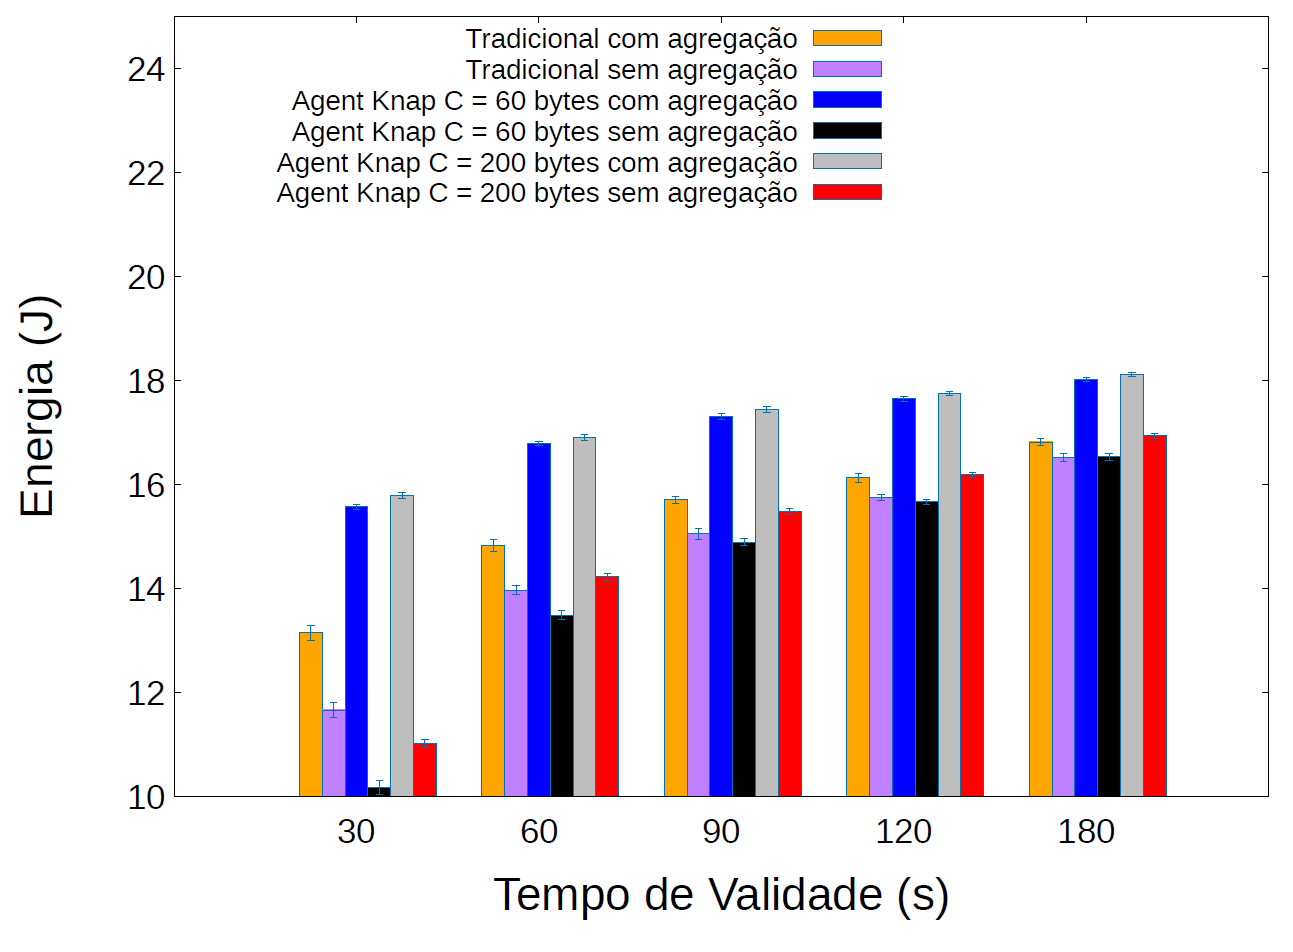 Tradicional com agregação
Tradicional sem agregação
Agent Knap C = 60 bytes com agregação
Agent Knap C = 60 bytes sem agregação
Agent Knap C = 200 bytes com agregação
Agent Knap C = 200 bytes sem agregação
24
22
20
18
16
14
12
10
Energia (J)
30 60 90 120 180
Tempo de Validade (s)